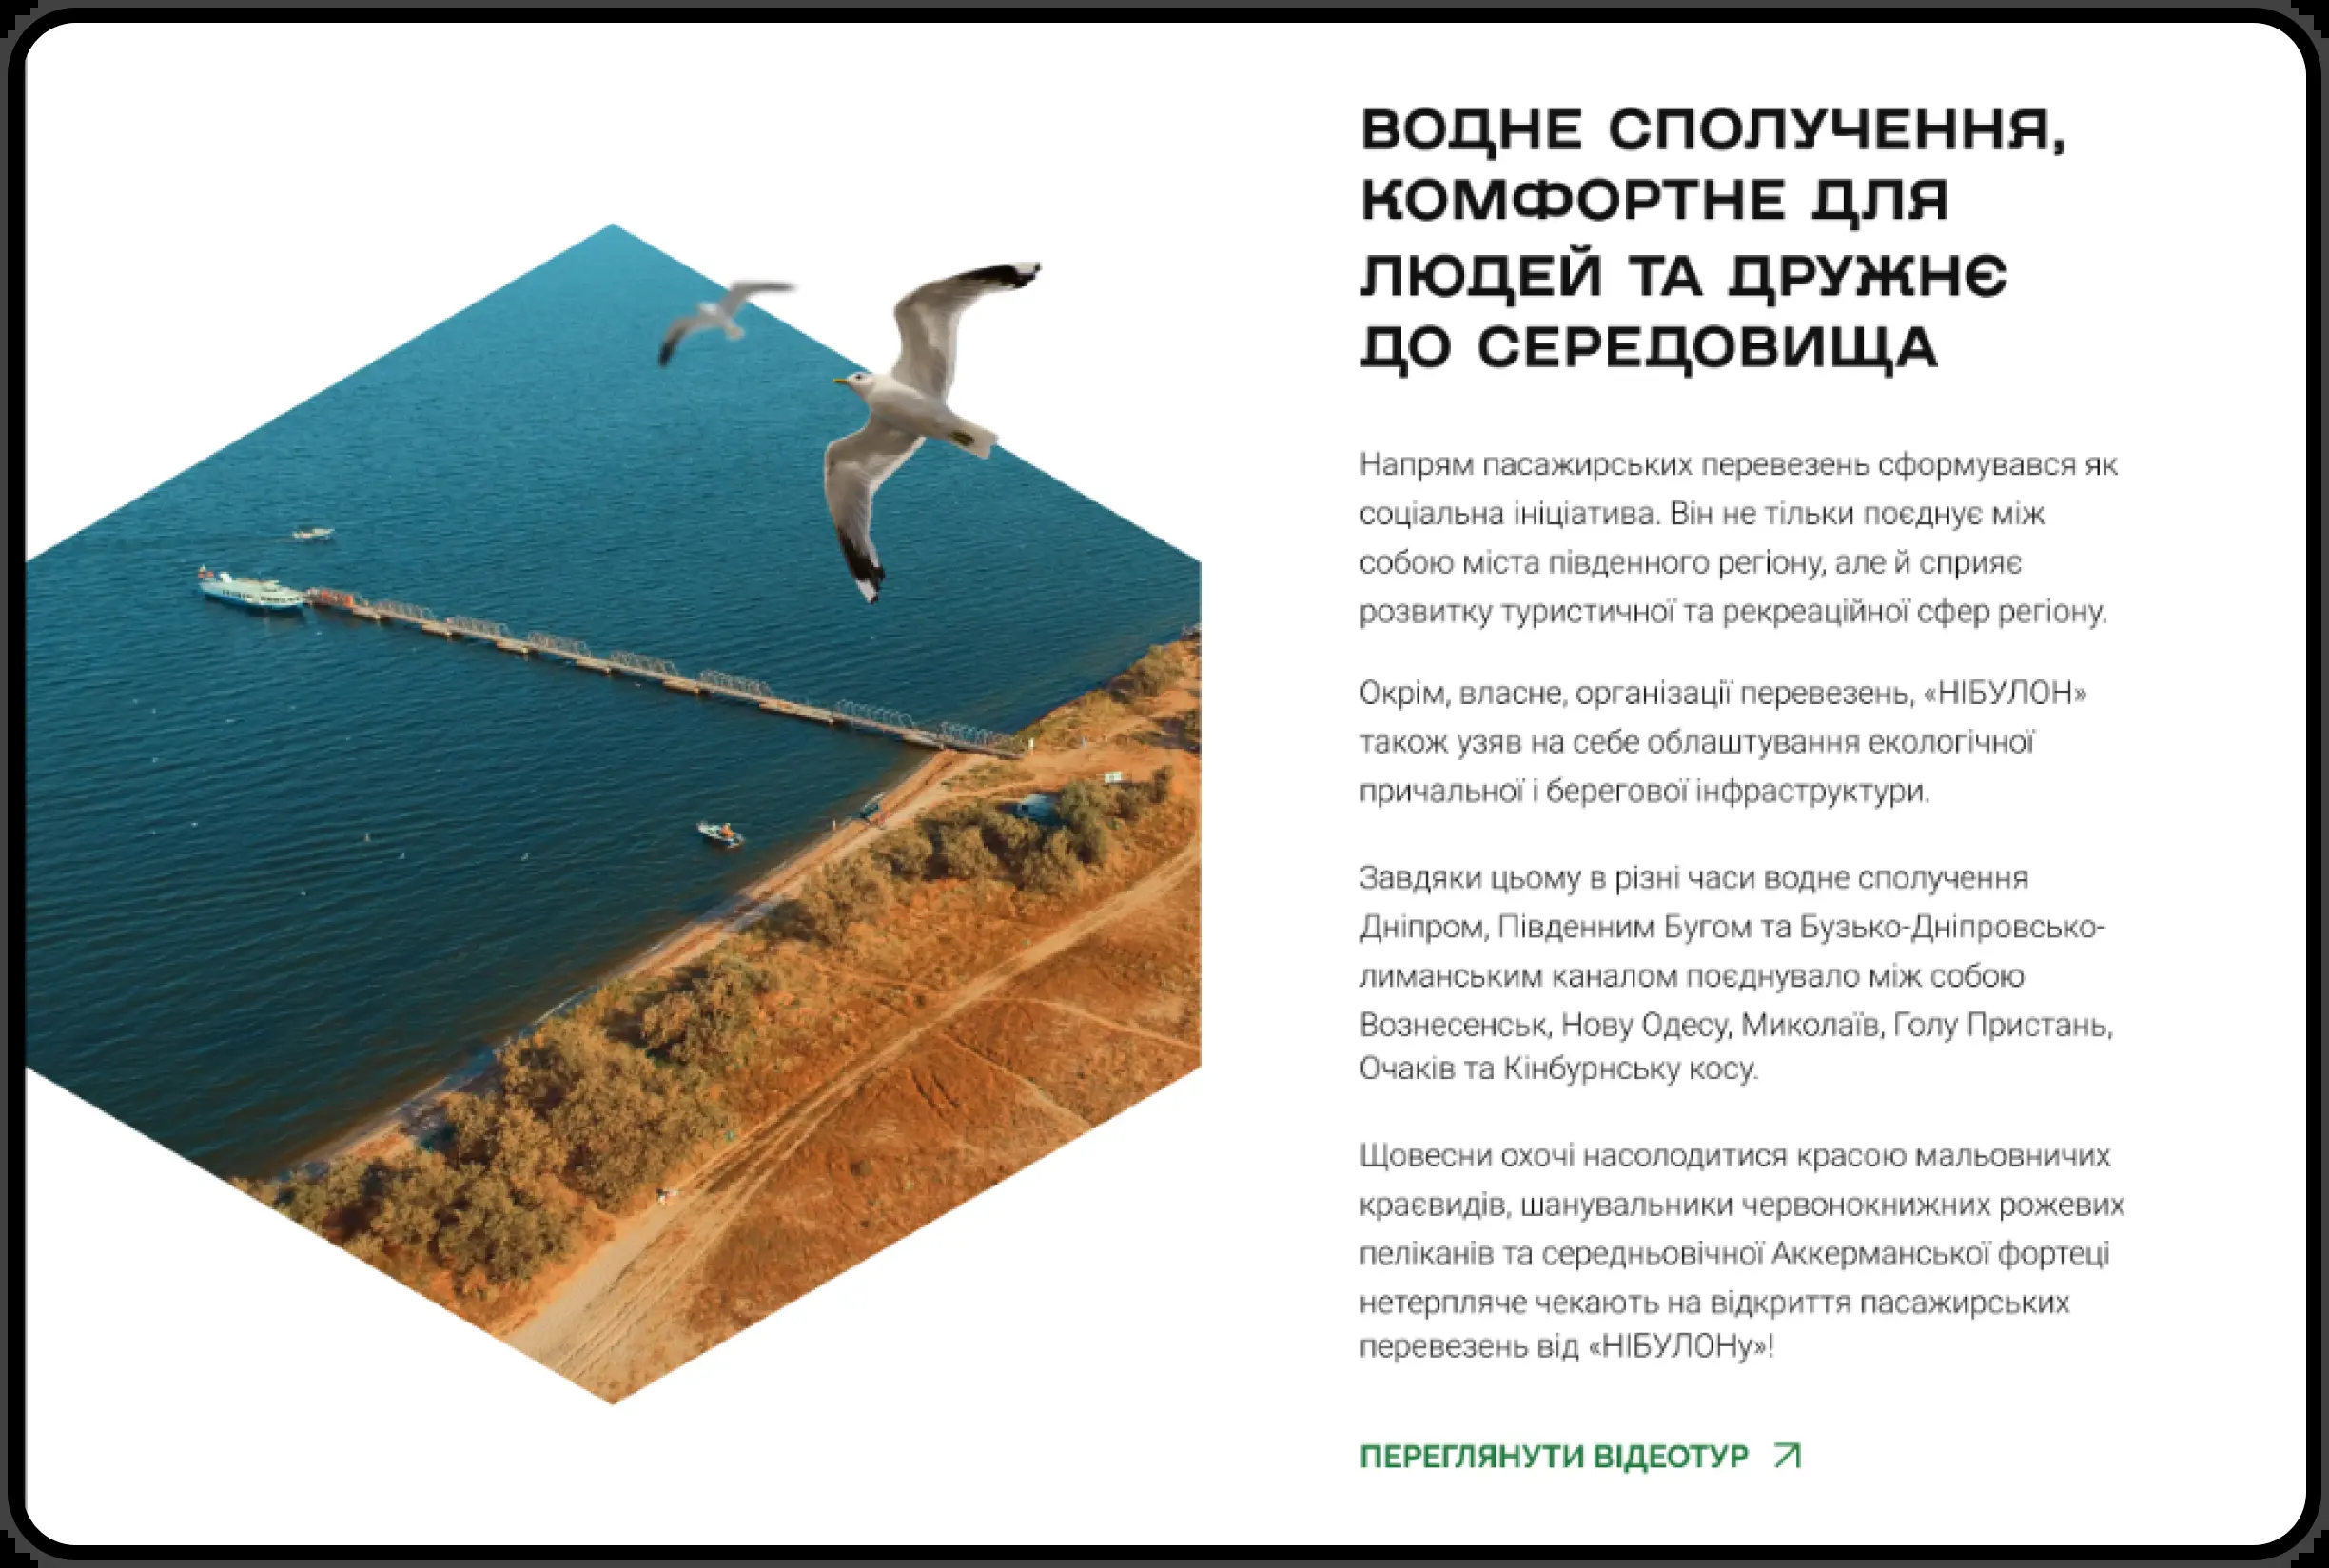 ВОДНЕ СПОЛУЧЕННЯ,
КОМФОРТНЕ ДЛЯ
ЛЮДЕЙ ТА ДРУЖНЄ
ДО СЕРЕДОВИЩА
Напрям пасажирських перевезень сформувався як
соціальна ініціатива. Він не тільки поєднує між
собою міста південного регіону, але й сприяє
розвитку туристичної та рекреаційної сфер регіону.
Окрім, власне, організації перевезень, «НІБУЛОН»
також узяв на себе облаштування екологічної
причальної і берегової інфраструктури.
Завдяки цьому в різні часи водне сполучення
Дніпром, Південним Бугом та Бузько-Дніпровсько-
лиманським каналом поєднувало між собою
Вознесенськ, Нову Одесу, Миколаїв, Голу Пристань,
Очаків та Кінбурнську косу.
Щовесни охочі насолодитися красою мальовничих
краєвидів, шанувальники червонокнижних рожевих
пеліканів та середньовічної Аккерманської фортеці
нетерпляче чекають на відкриття пасажирських
перевезень від «НІБУЛОНу»!
ПЕРЕГЛЯНУТИ ВІДЕОТУР